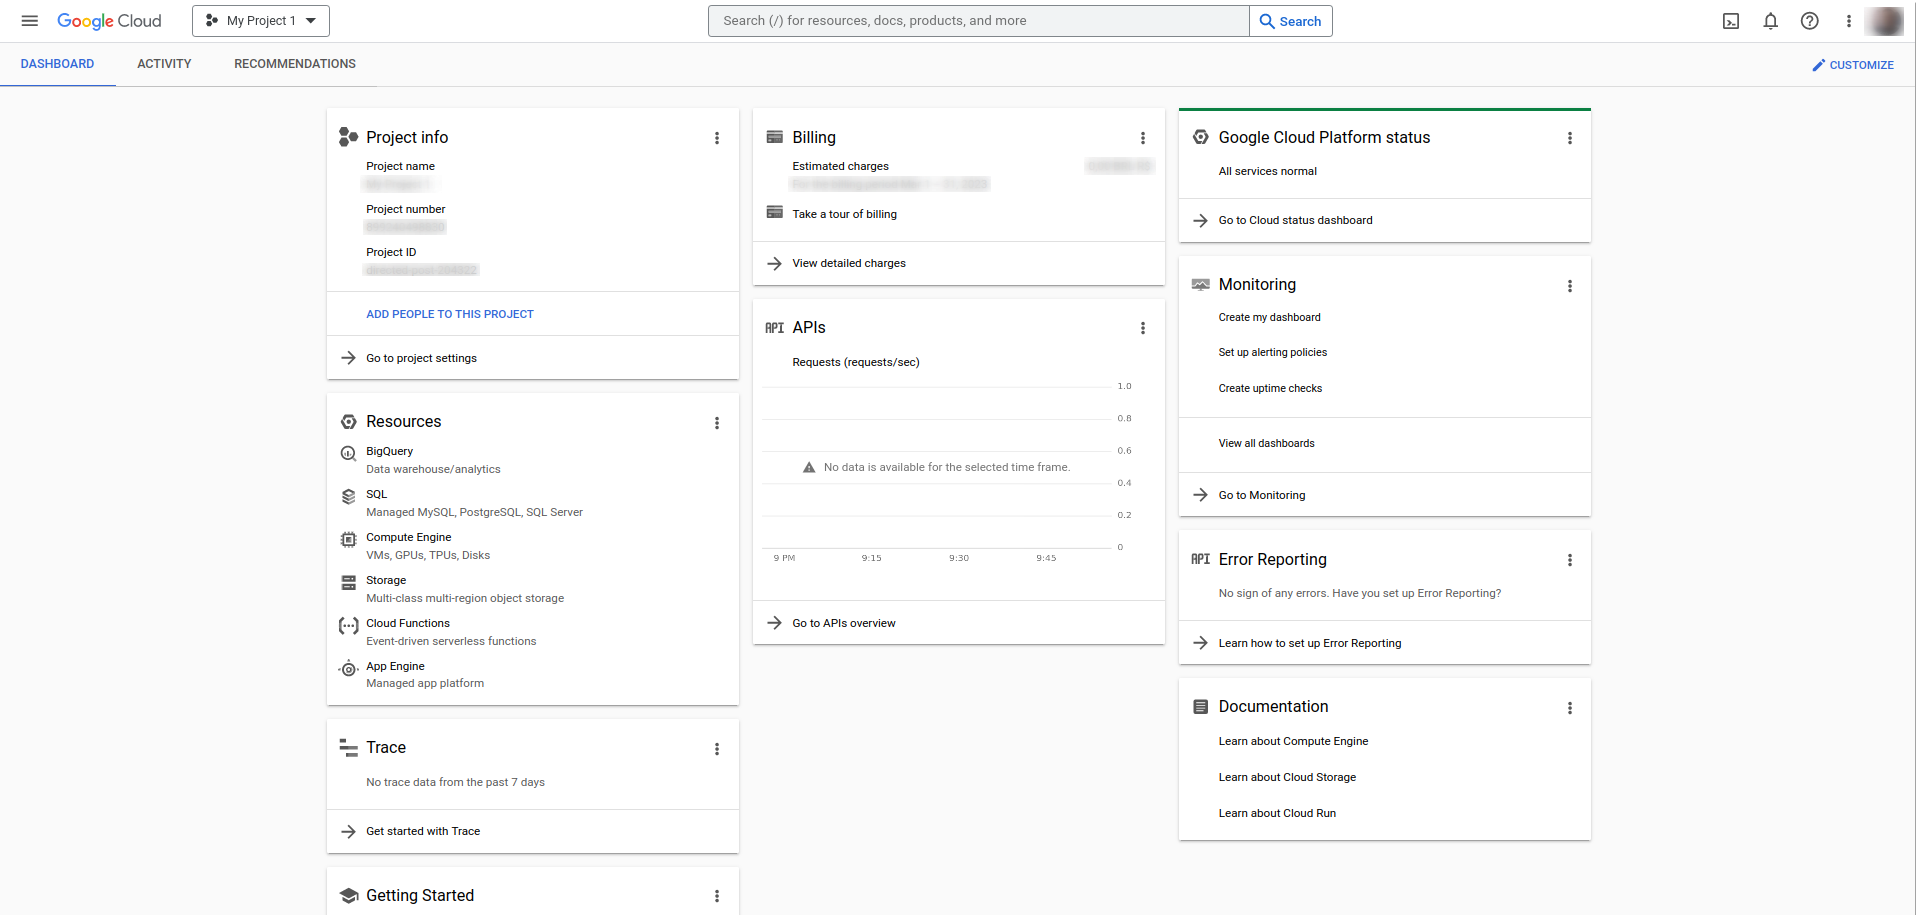 Google Cloud
My Project 1
Search (/) for resources, docs, products, and more
Search
DASHBOARD
ACTIVITY
RECOMMENDATIONS
CUSTOMIZE
Project info
Project name
Project number
Project ID
ADD PEOPLE TO THIS PROJECT
Go to project settings
Resources
BigQuery
Data warehouse/analytics
SQL
Managed MySQL, PostgreSQL, SQL Server
Compute Engine
VMs, GPUs, TPUs, Disks
Storage
Multi-class multi-region object storage
Cloud Functions
Event-driven serverless functions
App Engine
Managed app platform
Trace
No trace data from the past 7 days
Get started with Trace
Getting Started
Billing
Estimated charges
Take a tour of billing
View detailed charges
API APIs
Requests (requests/sec)
1.0
0.8
0.6
No data is available for the selected time frame.
0.4
0.2
0
9 PM 9:15 9:30 9:45
Go to APIs overview
Google Cloud Platform status
All services normal
Go to Cloud status dashboard
Monitoring
Create my dashboard
Set up alerting policies
Create uptime checks
View all dashboards
Go to Monitoring
API Error Reporting
No sign of any errors. Have you set up Error Reporting?
Learn how to set up Error Reporting
Documentation
Learn about Compute Engine
Learn about Cloud Storage
Learn about Cloud Run